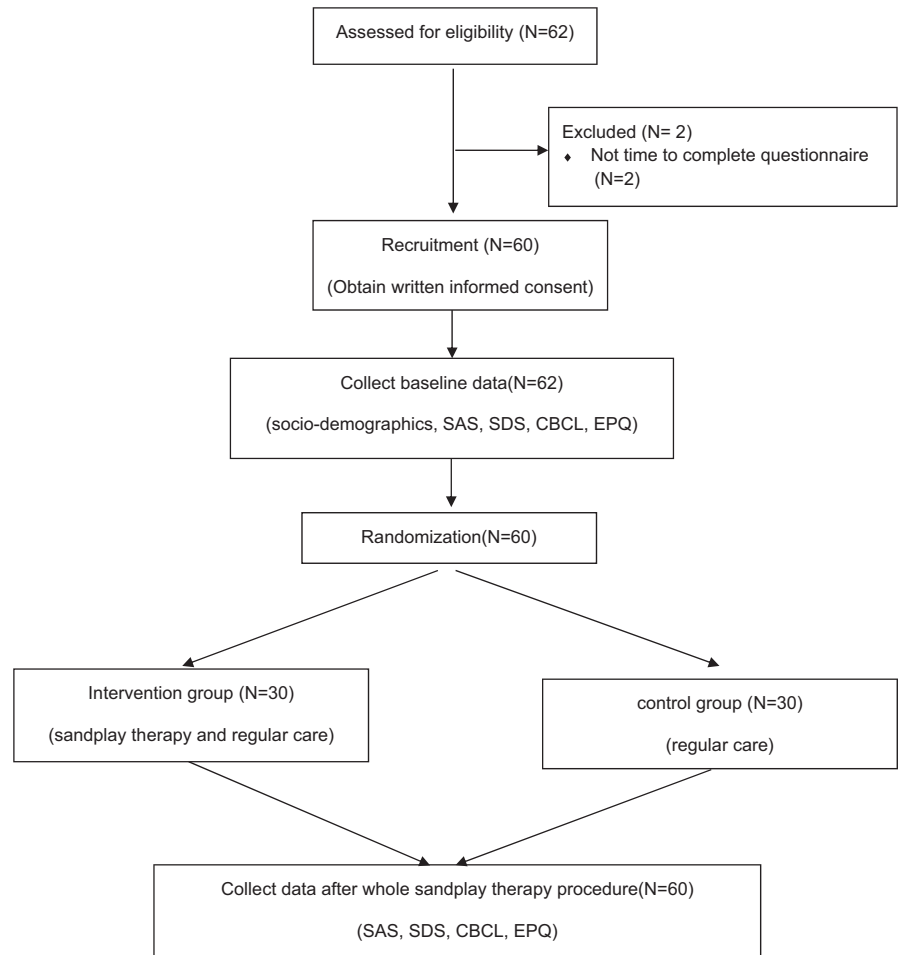 Assessed for eligibility (N=62)
Excluded (N= 2)
♦ Not time to complete questionnaire
(N=2)
Recruitment (N=60)
(Obtain written informed consent)
Collect baseline data(N=62)
(socio-demographics, SAS, SDS, CBCL, EPQ)
Randomization(N=60)
Intervention group (N=30)
(sandplay therapy and regular care)
control group (N=30)
(regular care)
Collect data after whole sandplay therapy procedure(N=60)
(SAS, SDS, CBCL, EPQ)